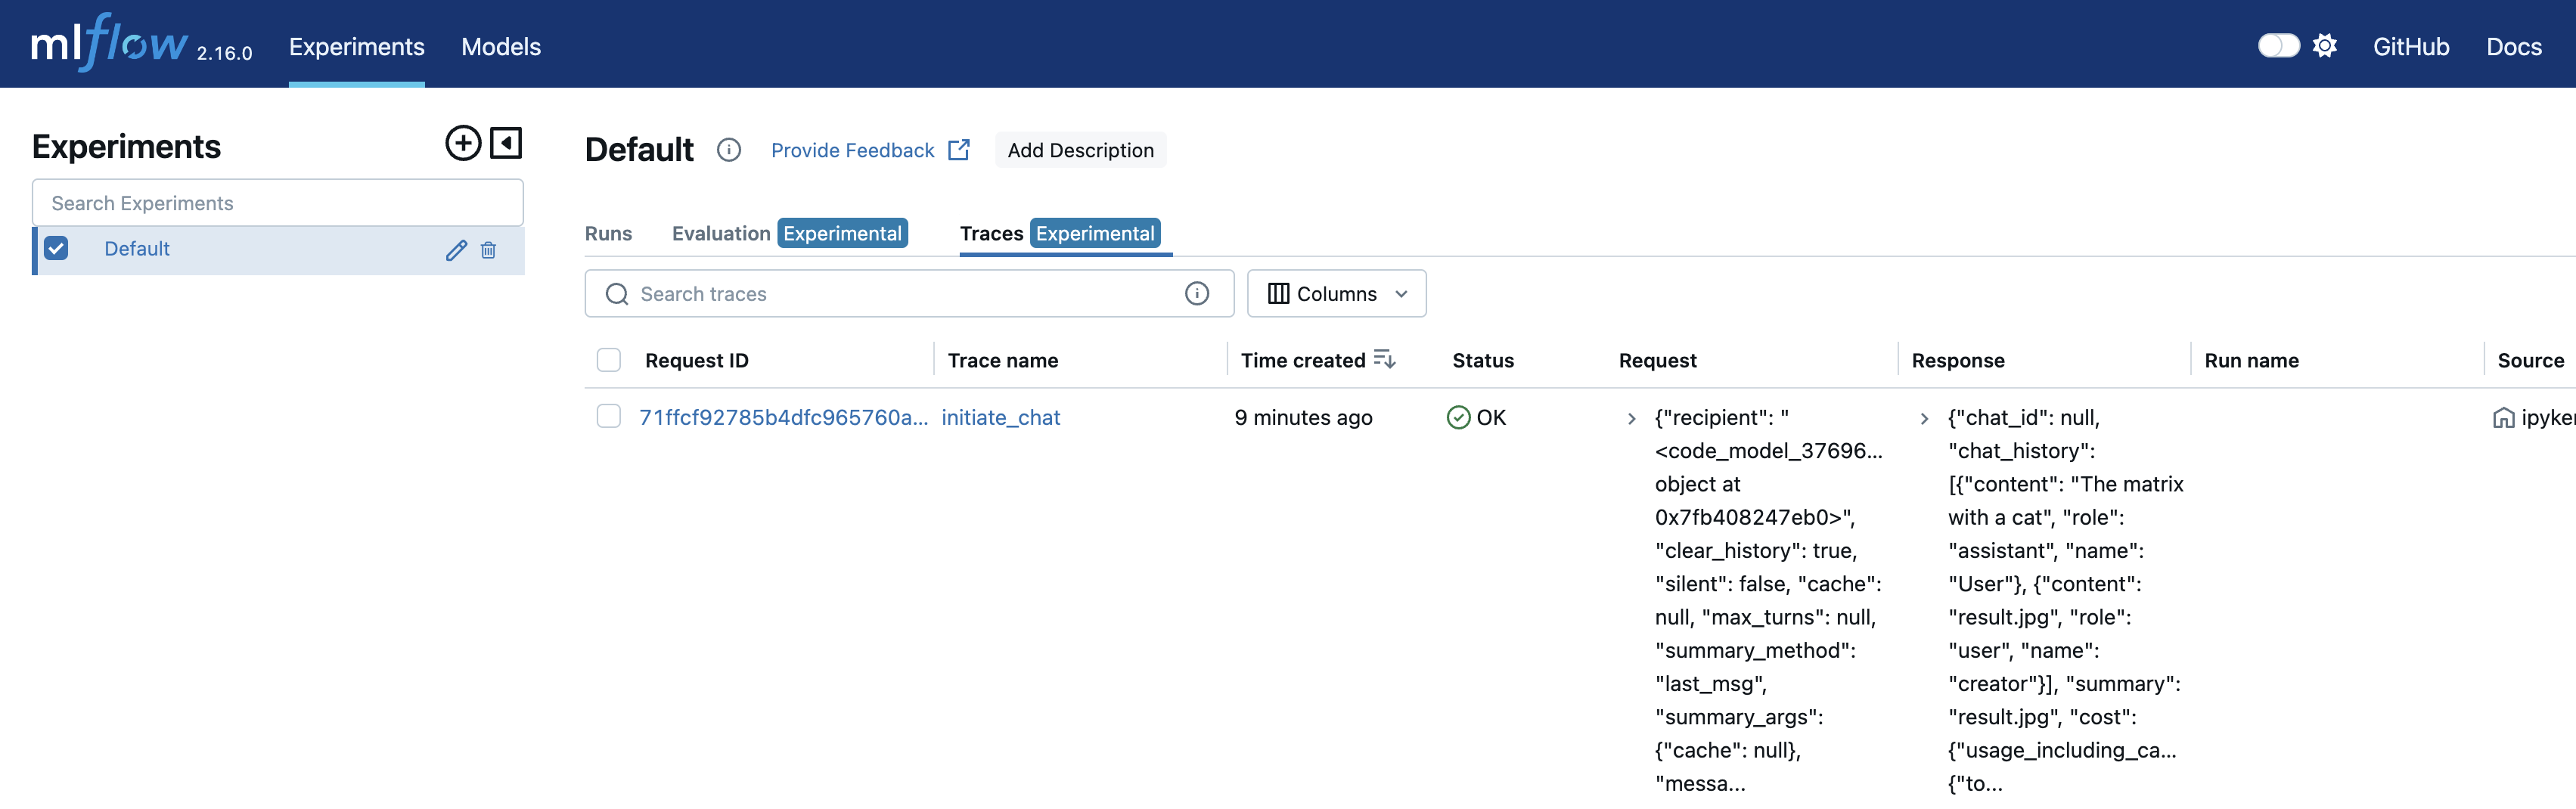 mlflow 2.16.0 Experiments Models GitHub Docs
Experiments
Search Experiments
Default
Default Provide Feedback Add Description
Runs Evaluation Experimental Traces Experimental
Search traces Columns
Request ID Trace name Time created Status Request Response Run name Source
71ffcf92785b4dfc965760a... initiate_chat 9 minutes ago OK
{"recipient": "
<code_model_37696...
object at
0x7fb408247eb0>",
"clear_history": true,
"silent": false, "cache":
null, "max_turns": null,
"summary_method":
"last_msg",
"summary_args":
{"cache": null},
"messa...
{"chat_id": null,
"chat_history":
[{"content": "The matrix
with a cat", "role":
"assistant", "name":
"User"}, {"content":
"result.jpg", "role":
"user", "name":
"creator"}], "summary":
"result.jpg", "cost":
{"usage_including_ca...
{"to...